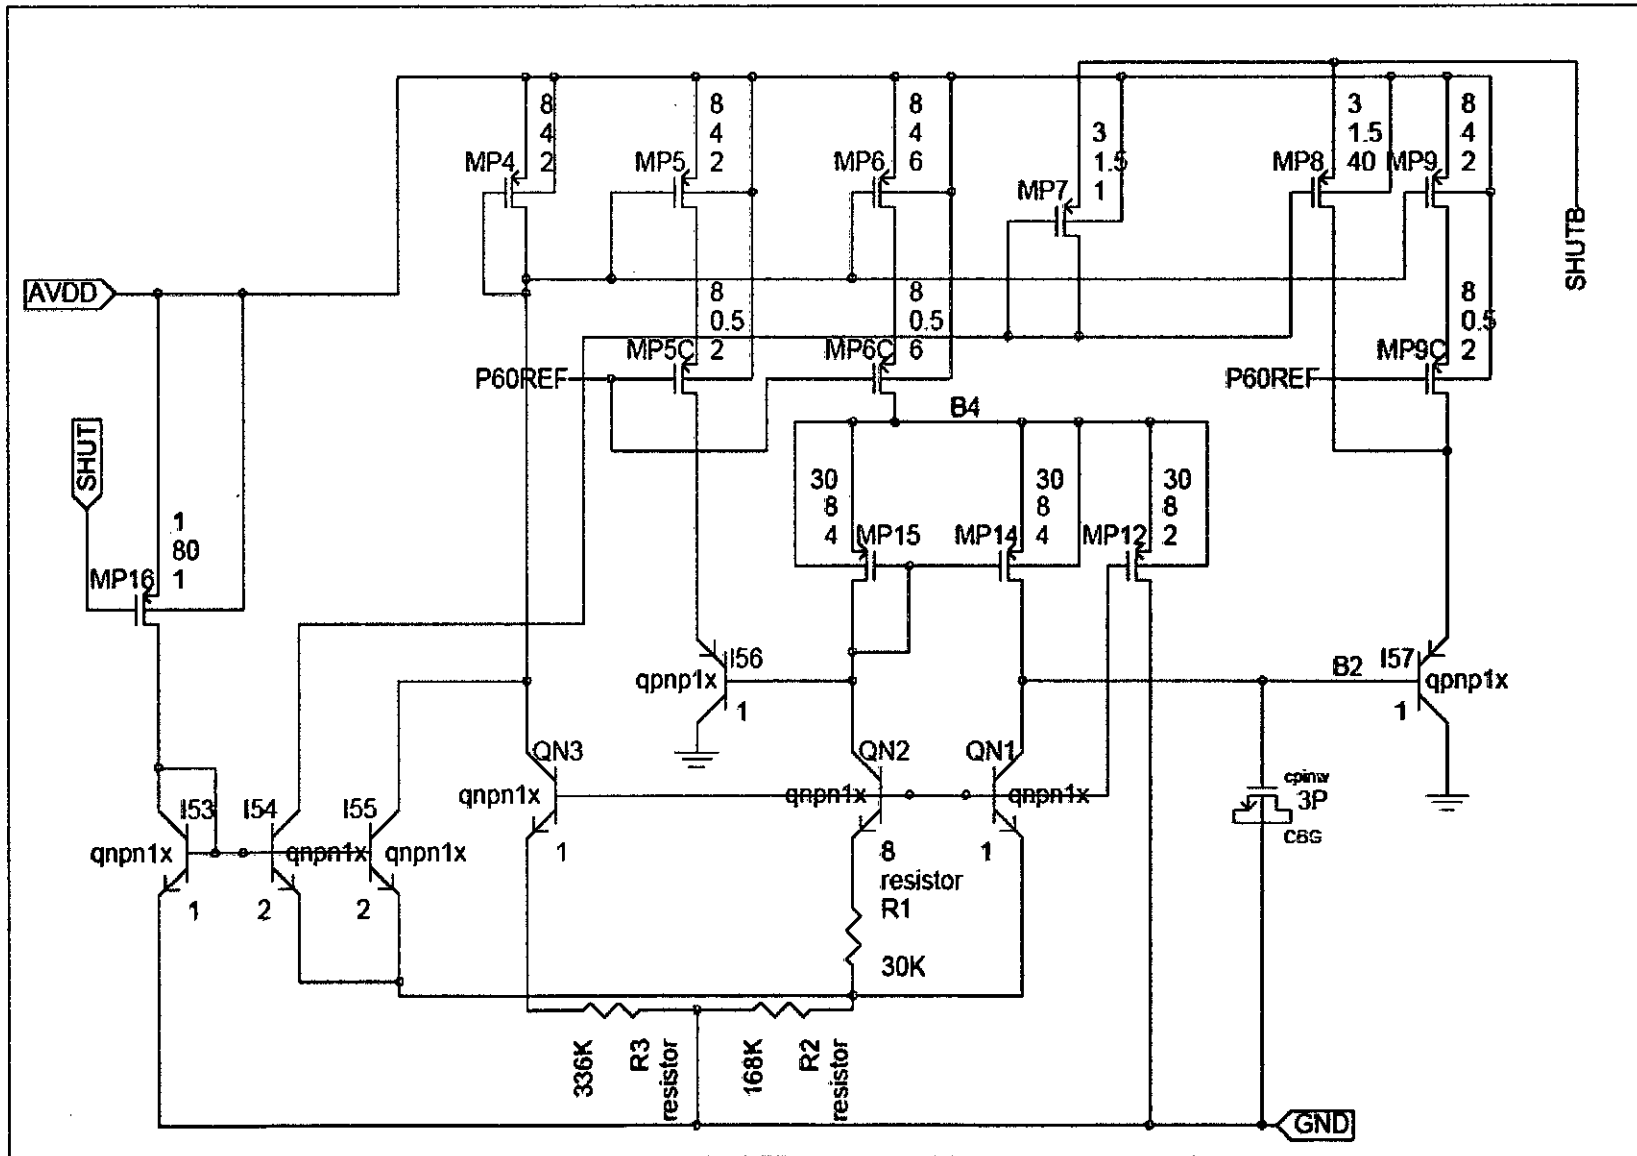 8
4
2
MP4
8
4
2
MP5
8
4
6
MP6
3
1.5
1
MP7
3
1.5
40
MP8
8
4
2
MP9
SHUTB
AVDD
8
0.5
2
MP5C
8
0.5
6
MP6C
8
0.5
2
MP9C
P60REF
P60REF
B4
SHUT
1
80
1
MP16
30
8
4
MP15
30
8
4
MP14
30
8
2
MP12
I56
qpnp1x
1
B2
I57
qpnp1x
1
QN3
qnpn1x
1
QN2
qnpn1x
8
QN1
qnpn1x
1
resistor
R1
30K
cpinw
3P
CBG
I53
qnpn1x
1
I54
qnpn1x
2
I55
qnpn1x
2
336K
R3
resistor
168K
R2
resistor
GND